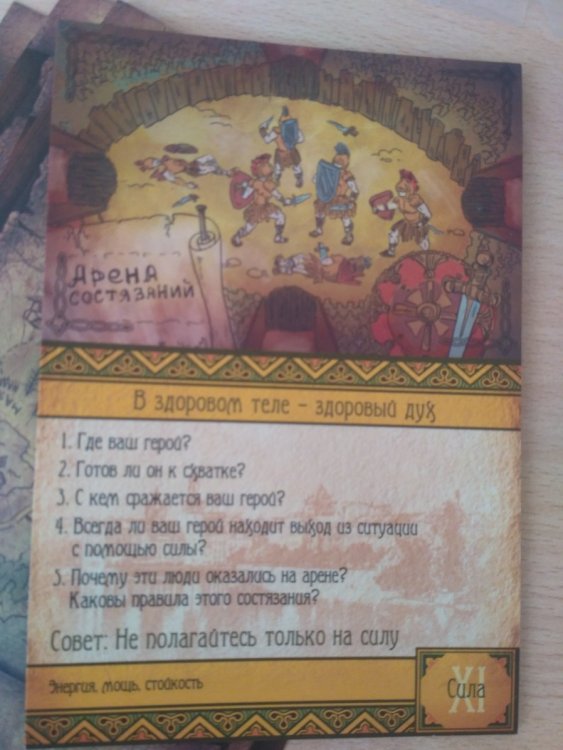 Арена
состязаний
В здоровом теле – здоровый дух
1. Где ваш герой?
2. Готов ли он к схватке?
3. С кем сражается ваш герой?
4. Всегда ли ваш герой находит выход из ситуации
с помощью силы?
5. Почему эти люди оказались на арене?
Каковы правила этого состязания?
Совет: Не полагайтесь только на силу
Энергия, мощь, стойкость
XI
Сила